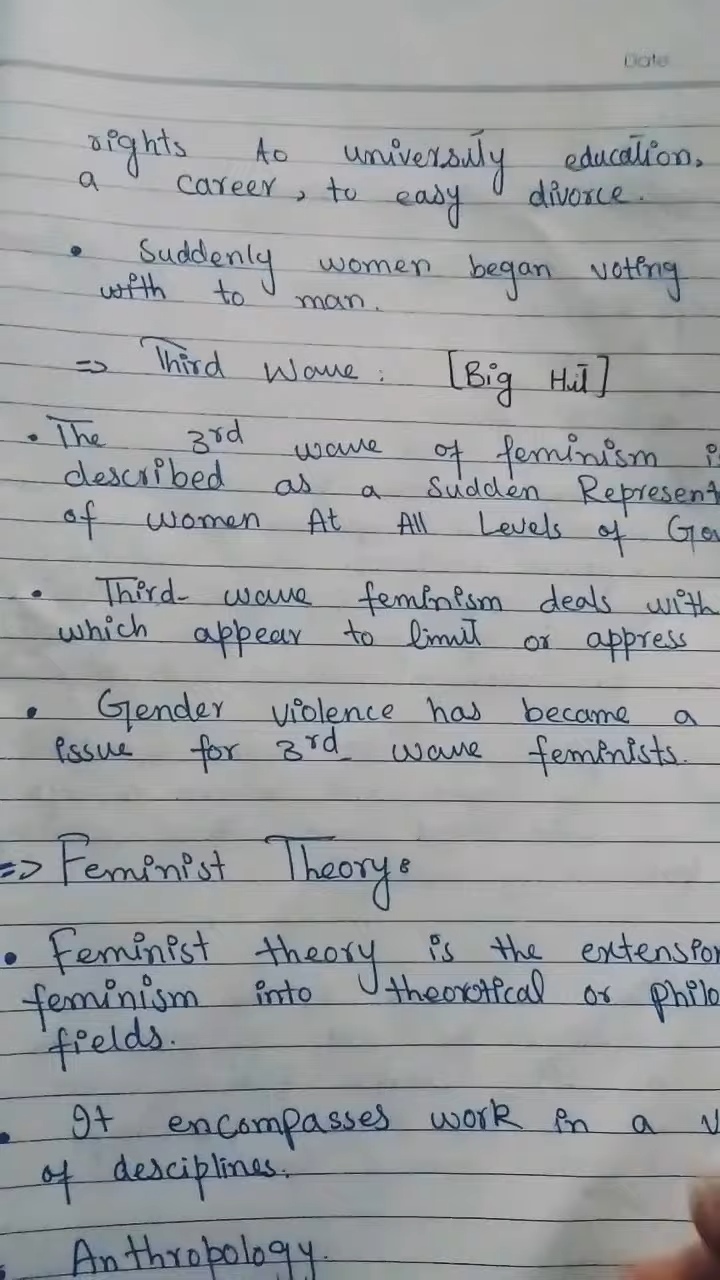 Date
rights to university education,
a career, to easy divorce.
• Suddenly women began voting
with to man.
=> Third Wave: [Big Hit]
• The 3rd wave of feminism is
described as a Sudden Represent
of women At All Levels of Gov
• Third-wave feminism deals with
which appear to limit or appress
• Gender violence has became a
issue for 3rd wave feminists.
=> Feminist Theory:
• Feminist theory is the extension
feminism into theorotical or philo
fields.
• It encompasses work in a v
of desciplines.
• Anthropology.